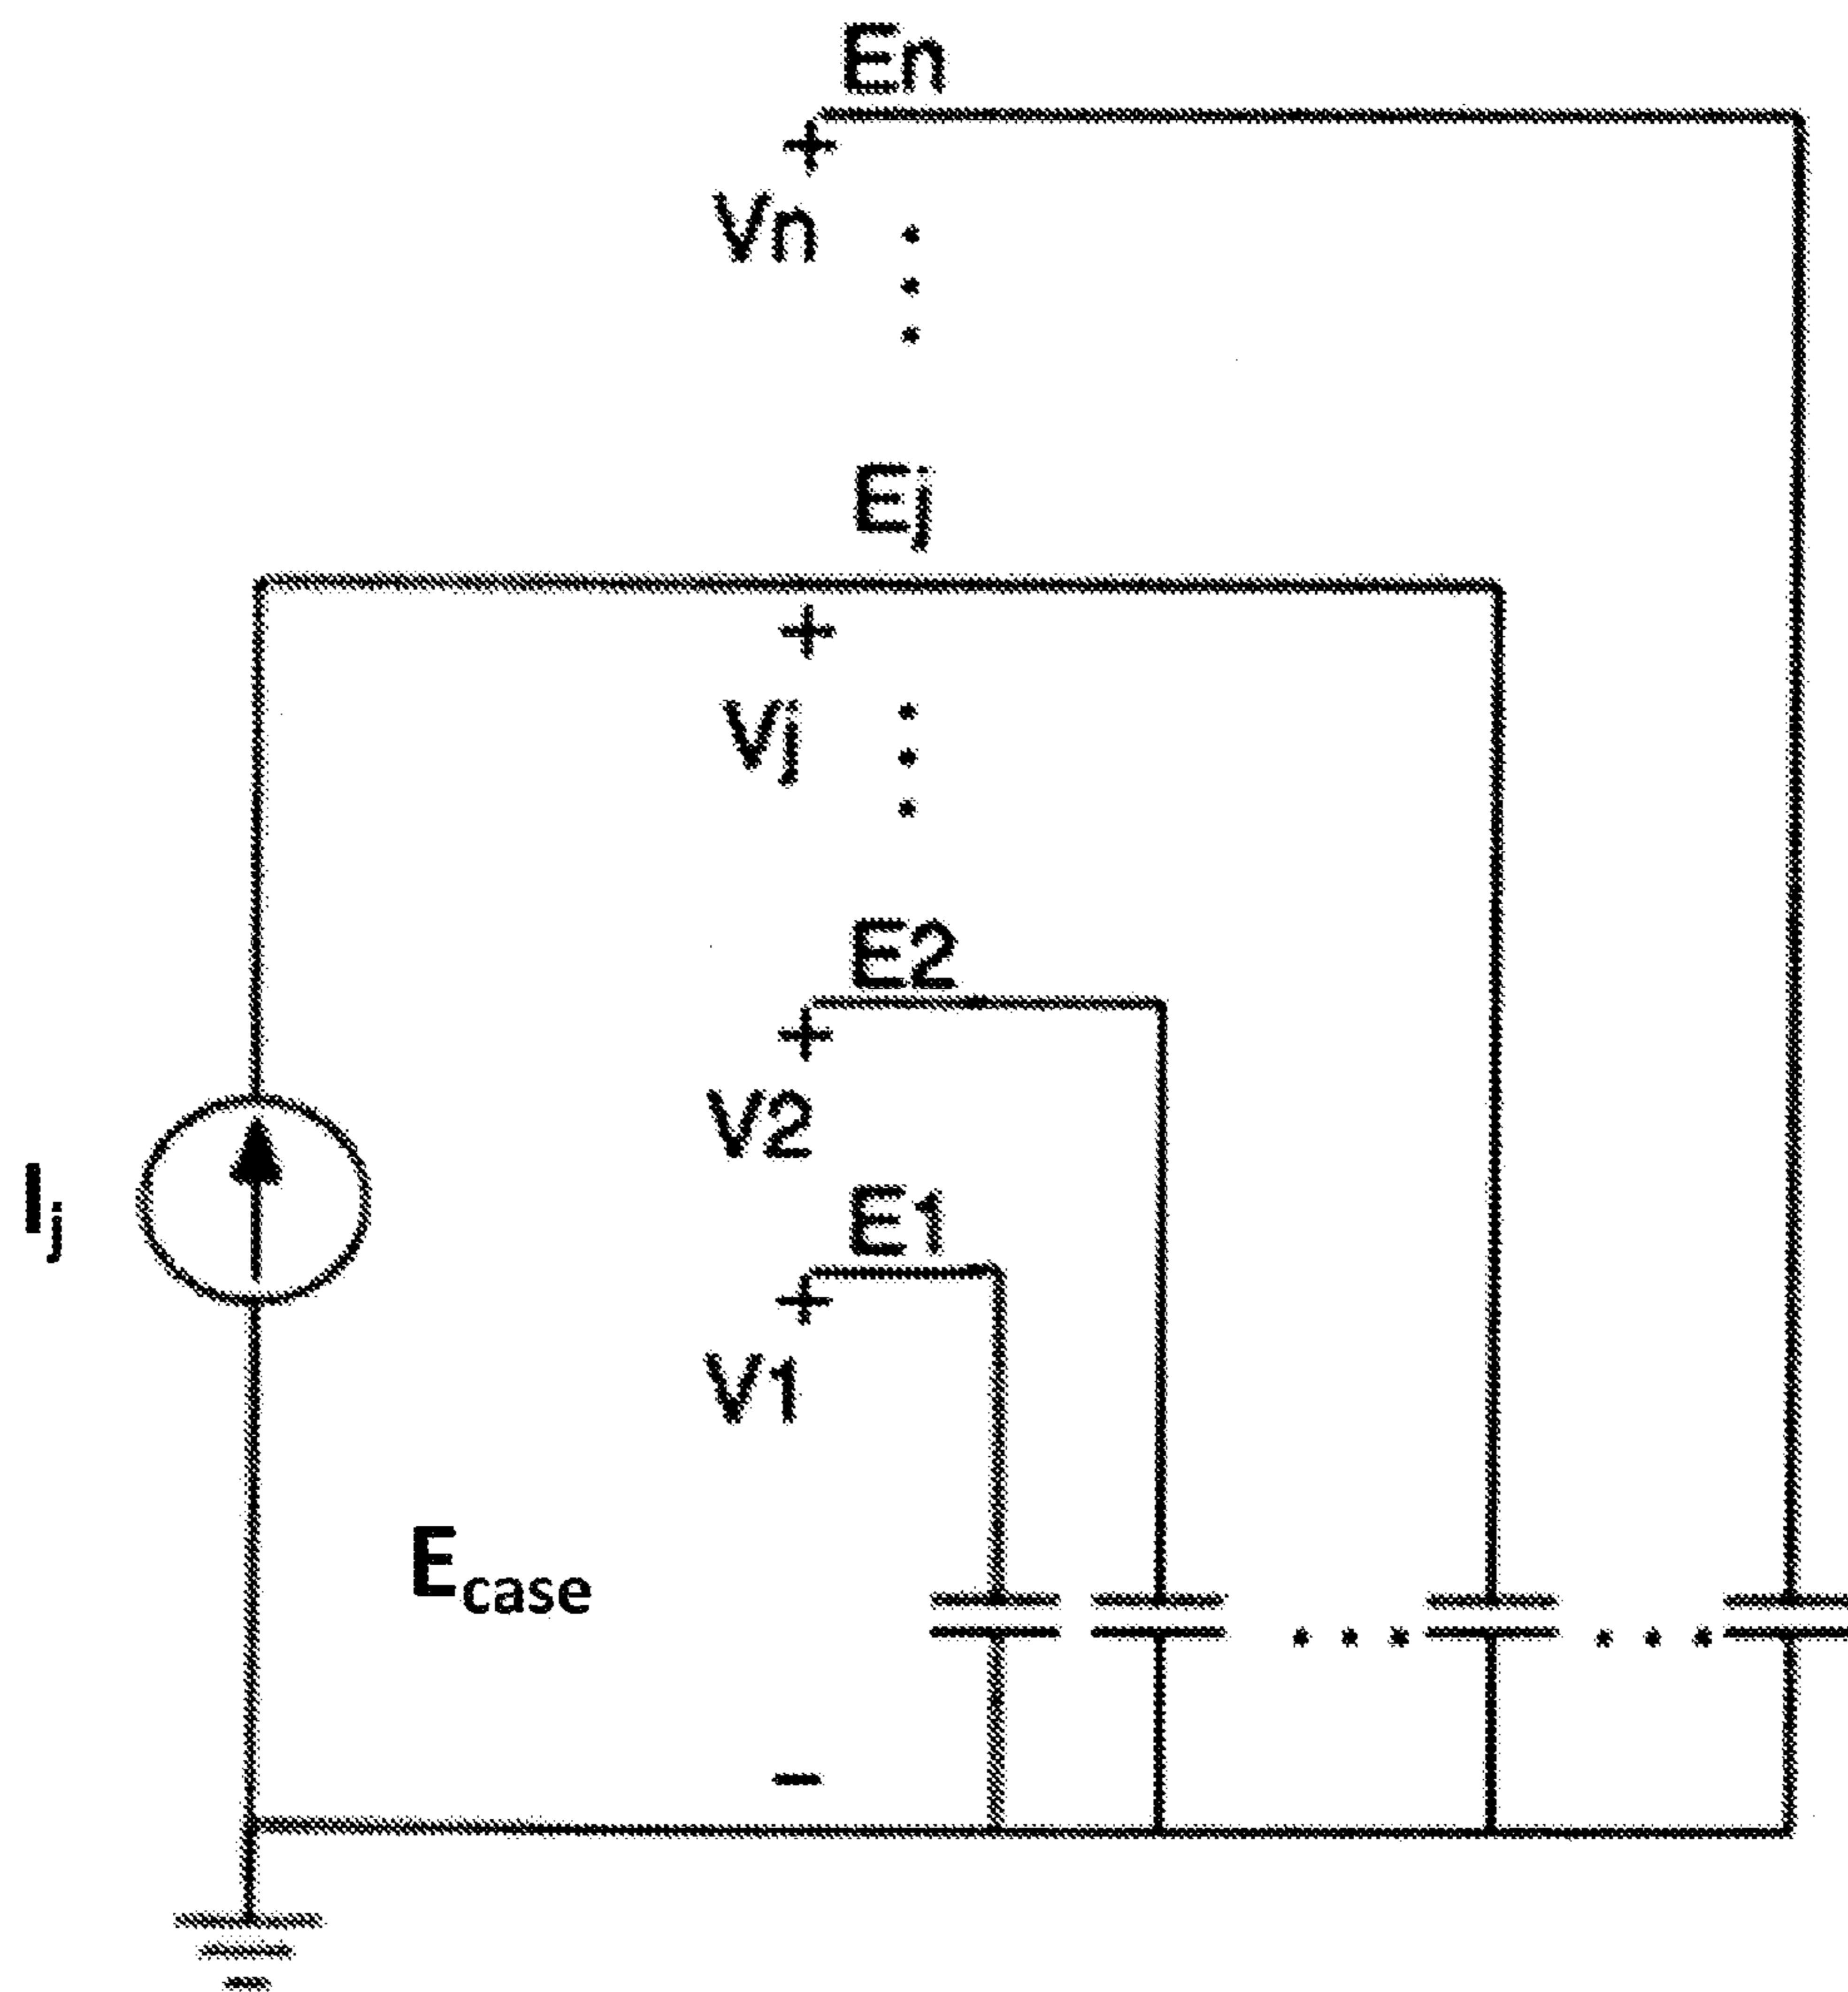 En
+
Vn
Ej
+
Vj
E2
+
V2
E1
+
V1
Ij
Ecase
−